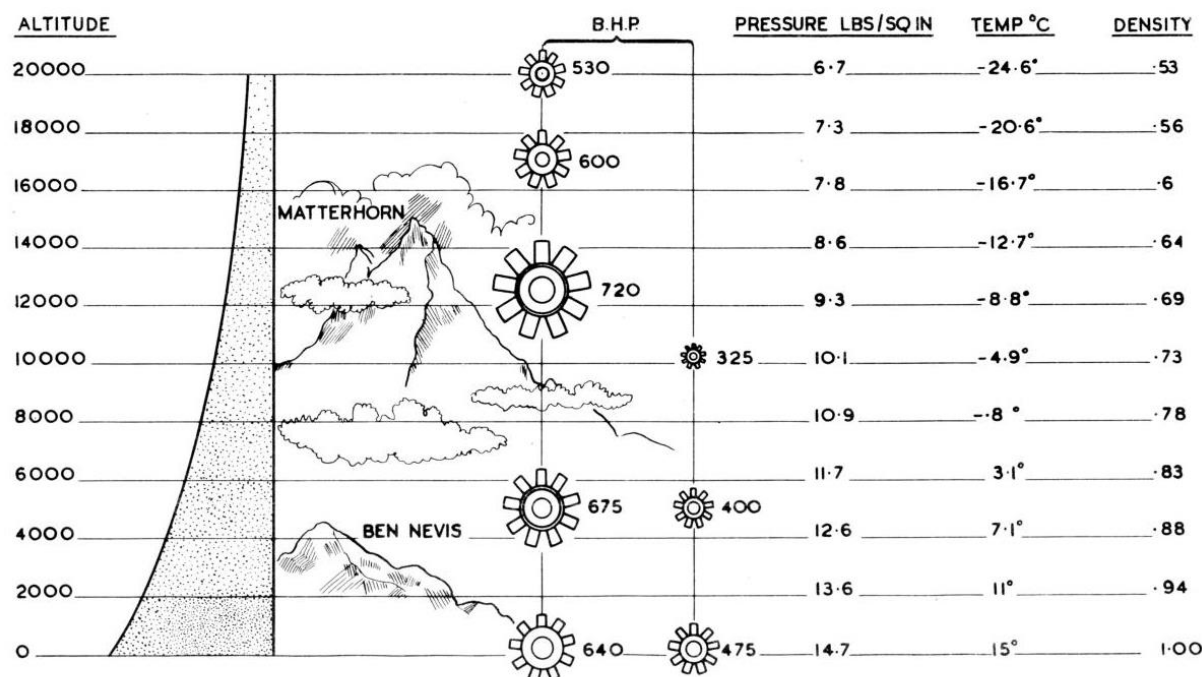 ALTITUDE B.H.P. PRESSURE LBS/SQ IN TEMP °C DENSITY
20000 530 6·7 -24·6° ·53
18000 7·3 -20·6° ·56
600
16000 7·8 -16·7° ·6
MATTERHORN
14000 8·6 -12·7° ·64
720
12000 9·3 -8·8° ·69
10000 325 10·1 -4·9° ·73
8000 10·9 -·8° ·78
6000 11·7 3·1° ·83
675 400
4000 BEN NEVIS 12·6 7·1° ·88
2000 13·6 11° ·94
0 640 475 14·7 15° 1·00